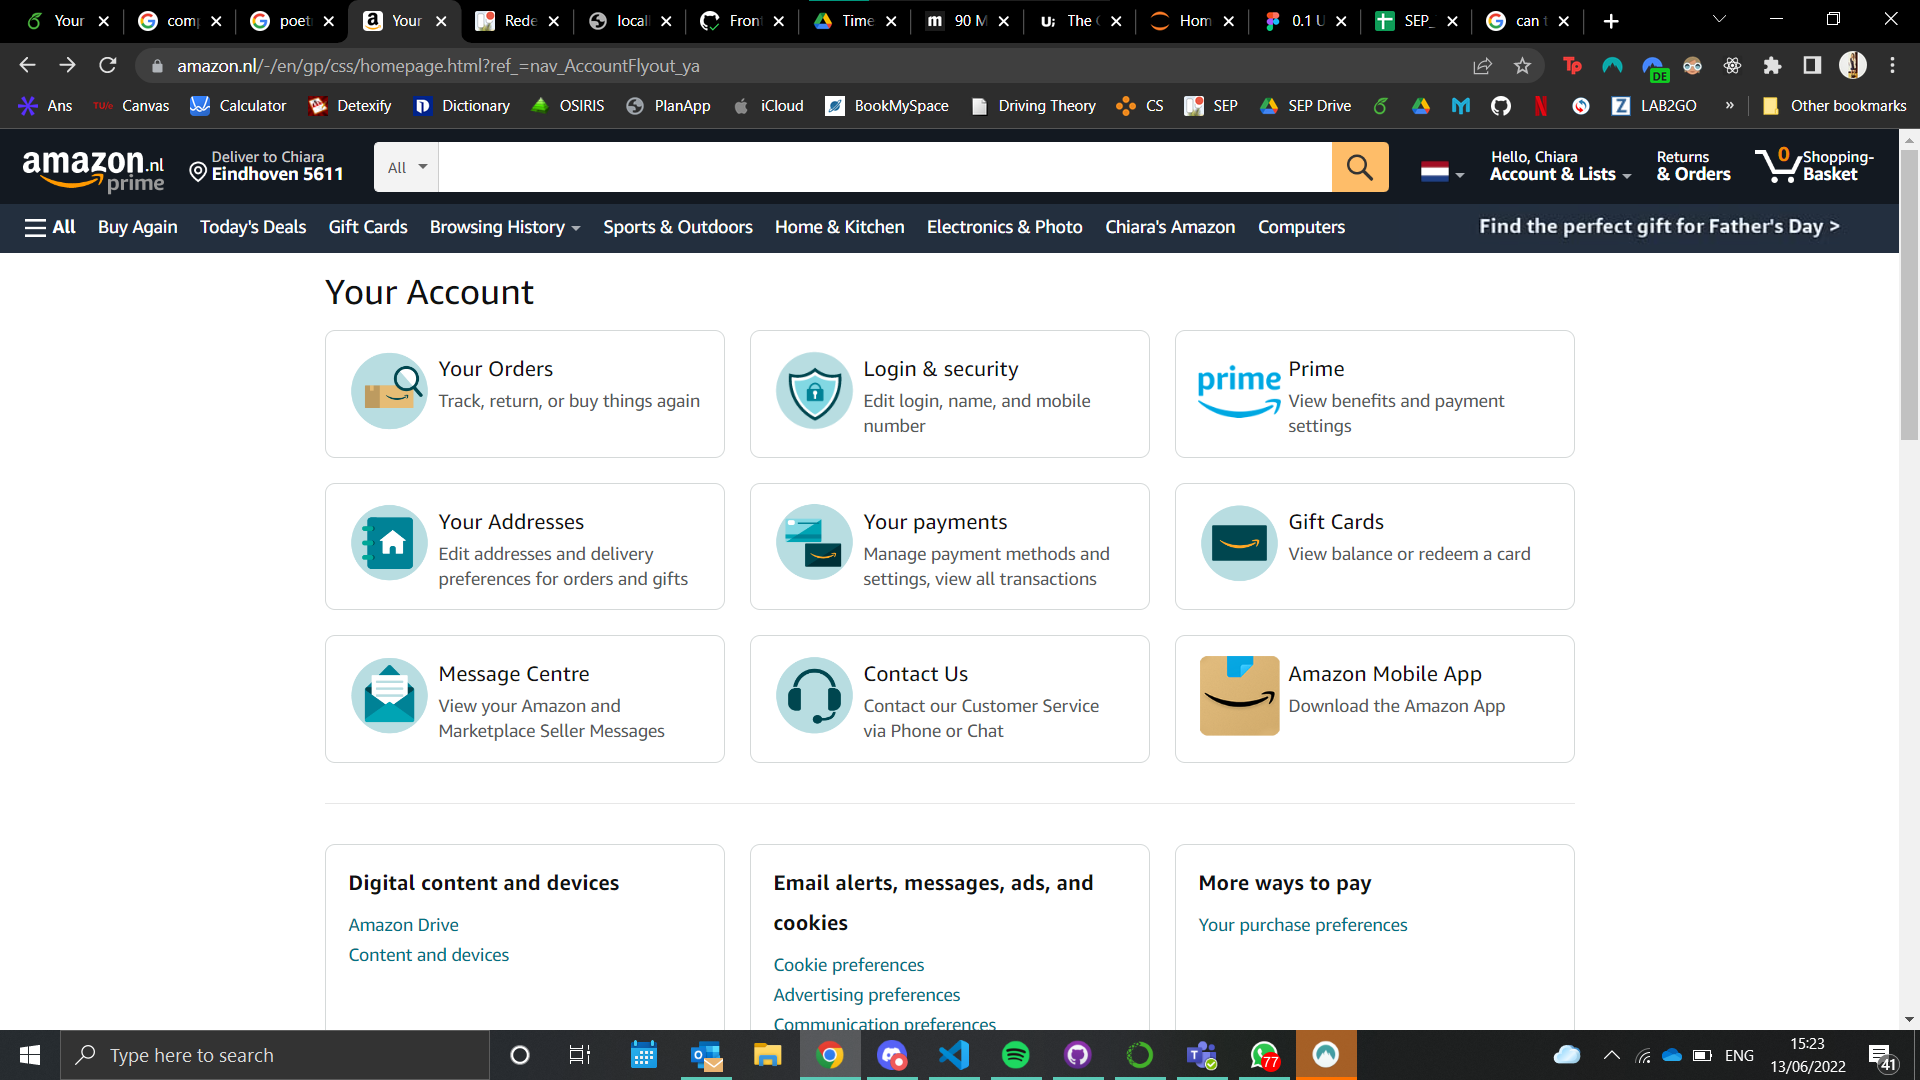 Your
comp
poet
Your
Rede
locall
Fron
Time
90 M
The
Hom
0.1 U
SEP_
can t
amazon.nl/-/en/gp/css/homepage.html?ref_=nav_AccountFlyout_ya
DE
Ans
Canvas
Calculator
Detexify
Dictionary
OSIRIS
PlanApp
iCloud
BookMySpace
Driving Theory
CS
SEP
SEP Drive
LAB2GO
»
Other bookmarks
amazon.nl
prime
Deliver to Chiara
Eindhoven 5611
All
Hello, Chiara
Account & Lists
Returns
& Orders
0
Shopping-
Basket
All
Buy Again
Today's Deals
Gift Cards
Browsing History
Sports & Outdoors
Home & Kitchen
Electronics & Photo
Chiara's Amazon
Computers
Find the perfect gift for Father's Day >
Your Account
Your Orders
Track, return, or buy things again
Login & security
Edit login, name, and mobile
number
prime
Prime
View benefits and payment
settings
Your Addresses
Edit addresses and delivery
preferences for orders and gifts
Your payments
Manage payment methods and
settings, view all transactions
Gift Cards
View balance or redeem a card
Message Centre
View your Amazon and
Marketplace Seller Messages
Contact Us
Contact our Customer Service
via Phone or Chat
Amazon Mobile App
Download the Amazon App
Digital content and devices
Amazon Drive
Content and devices
Email alerts, messages, ads, and
cookies
Cookie preferences
Advertising preferences
Communication preferences
More ways to pay
Your purchase preferences
Type here to search
77
ENG
15:23
13/06/2022
41